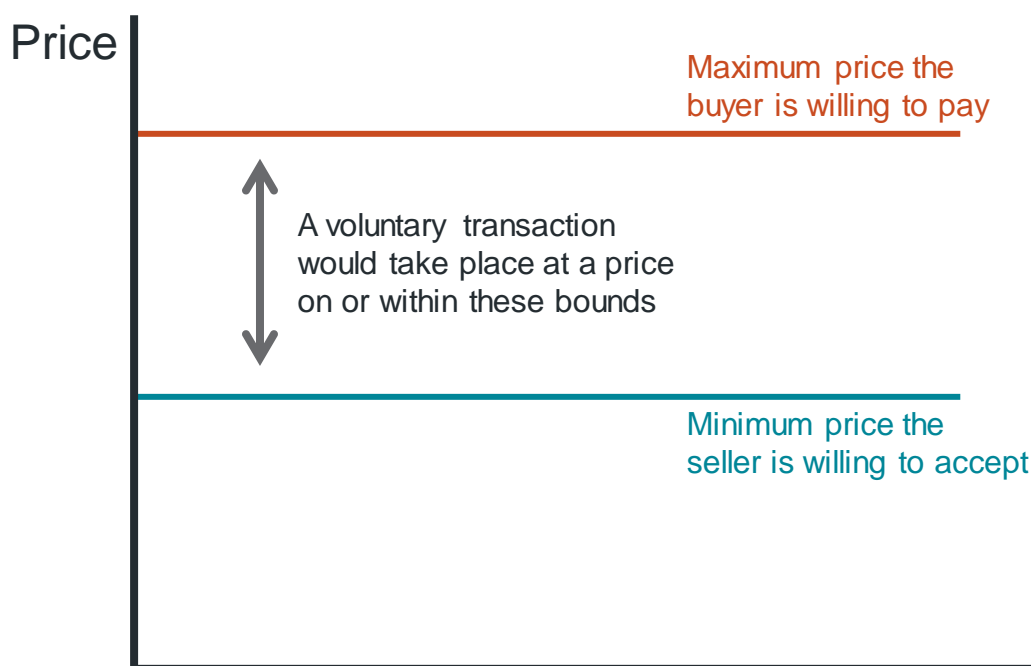 Price
Maximum price the
buyer is willing to pay
A voluntary transaction
would take place at a price
on or within these bounds
Minimum price the
seller is willing to accept